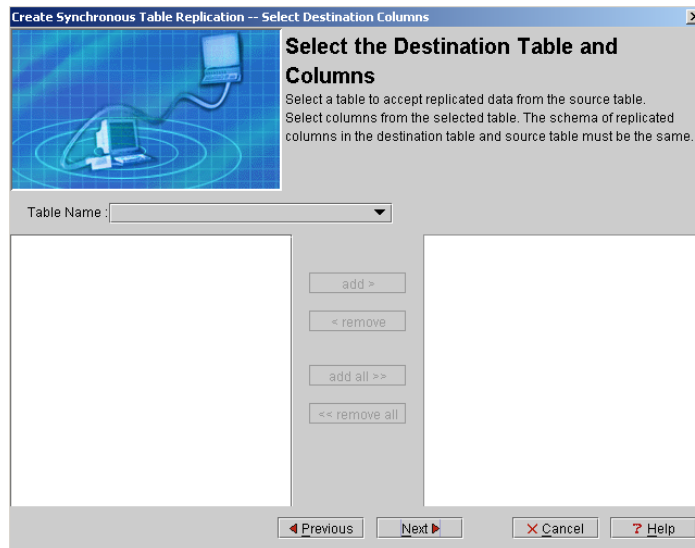 Create Synchronous Table Replication -- Select Destination Columns
Select the Destination Table and
Columns
Select a table to accept replicated data from the source table.
Select columns from the selected table. The schema of replicated
columns in the destination table and source table must be the same.
Table Name :
add >
< remove
add all >>
<< remove all
Previous
Next
Cancel
? Help